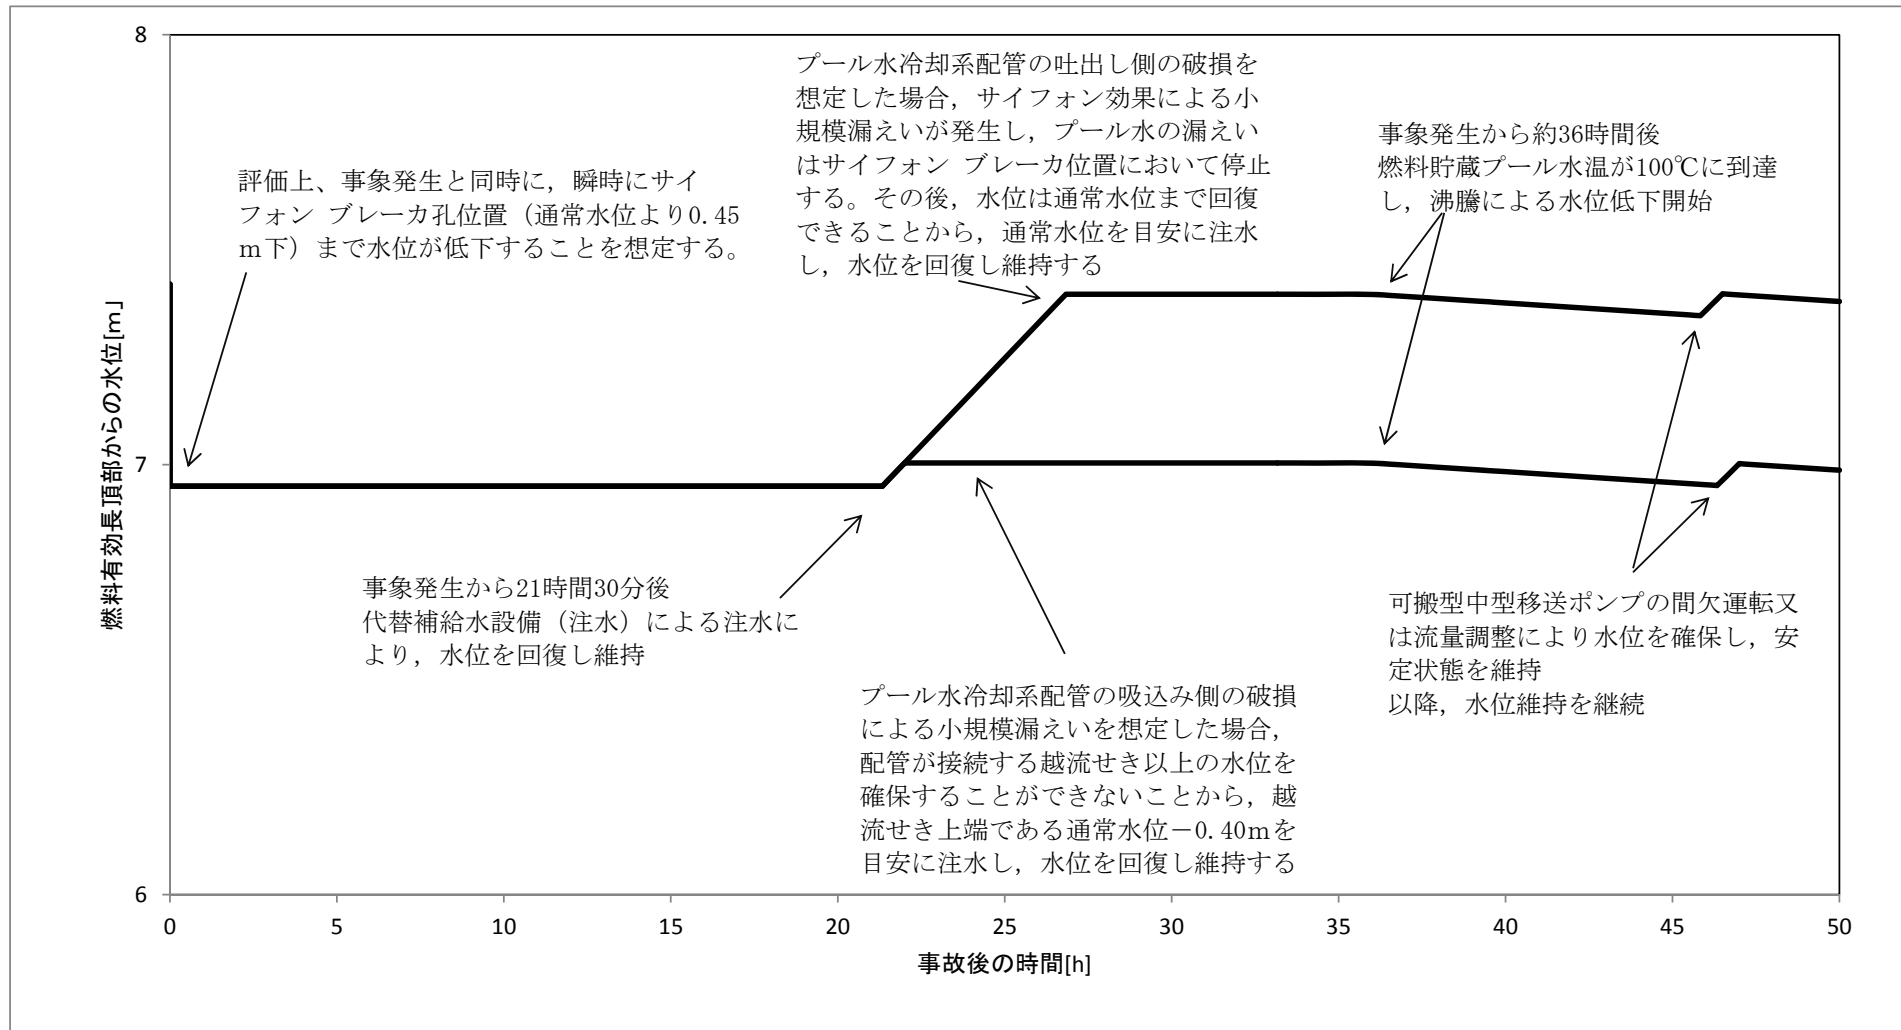 8
プール水冷却系配管の吐出し側の破損を
想定した場合，サイフォン効果による小
規模漏えいが発生し，プール水の漏えい
はサイフォン ブレーカ位置において停止
する。その後，水位は通常水位まで回復
できることから，通常水位を目安に注水
し，水位を回復し維持する
事象発生から約36時間後
燃料貯蔵プール水温が100℃に到達
し，沸騰による水位低下開始
評価上、事象発生と同時に，瞬時にサイ
フォン ブレーカ孔位置（通常水位より0.45
ｍ下）まで水位が低下することを想定する。
燃料有効長頂部からの水位[ｍ」
7
事象発生から21時間30分後
代替補給水設備（注水）による注水に
より，水位を回復し維持
可搬型中型移送ポンプの間欠運転又
は流量調整により水位を確保し，安
定状態を維持
以降，水位維持を継続
プール水冷却系配管の吸込み側の破損
による小規模漏えいを想定した場合，
配管が接続する越流せき以上の水位を
確保することができないことから，越
流せき上端である通常水位－0.40ｍを
目安に注水し，水位を回復し維持する
6
0 5 10 15 20 25 30 35 40 45 50
事故後の時間[h]